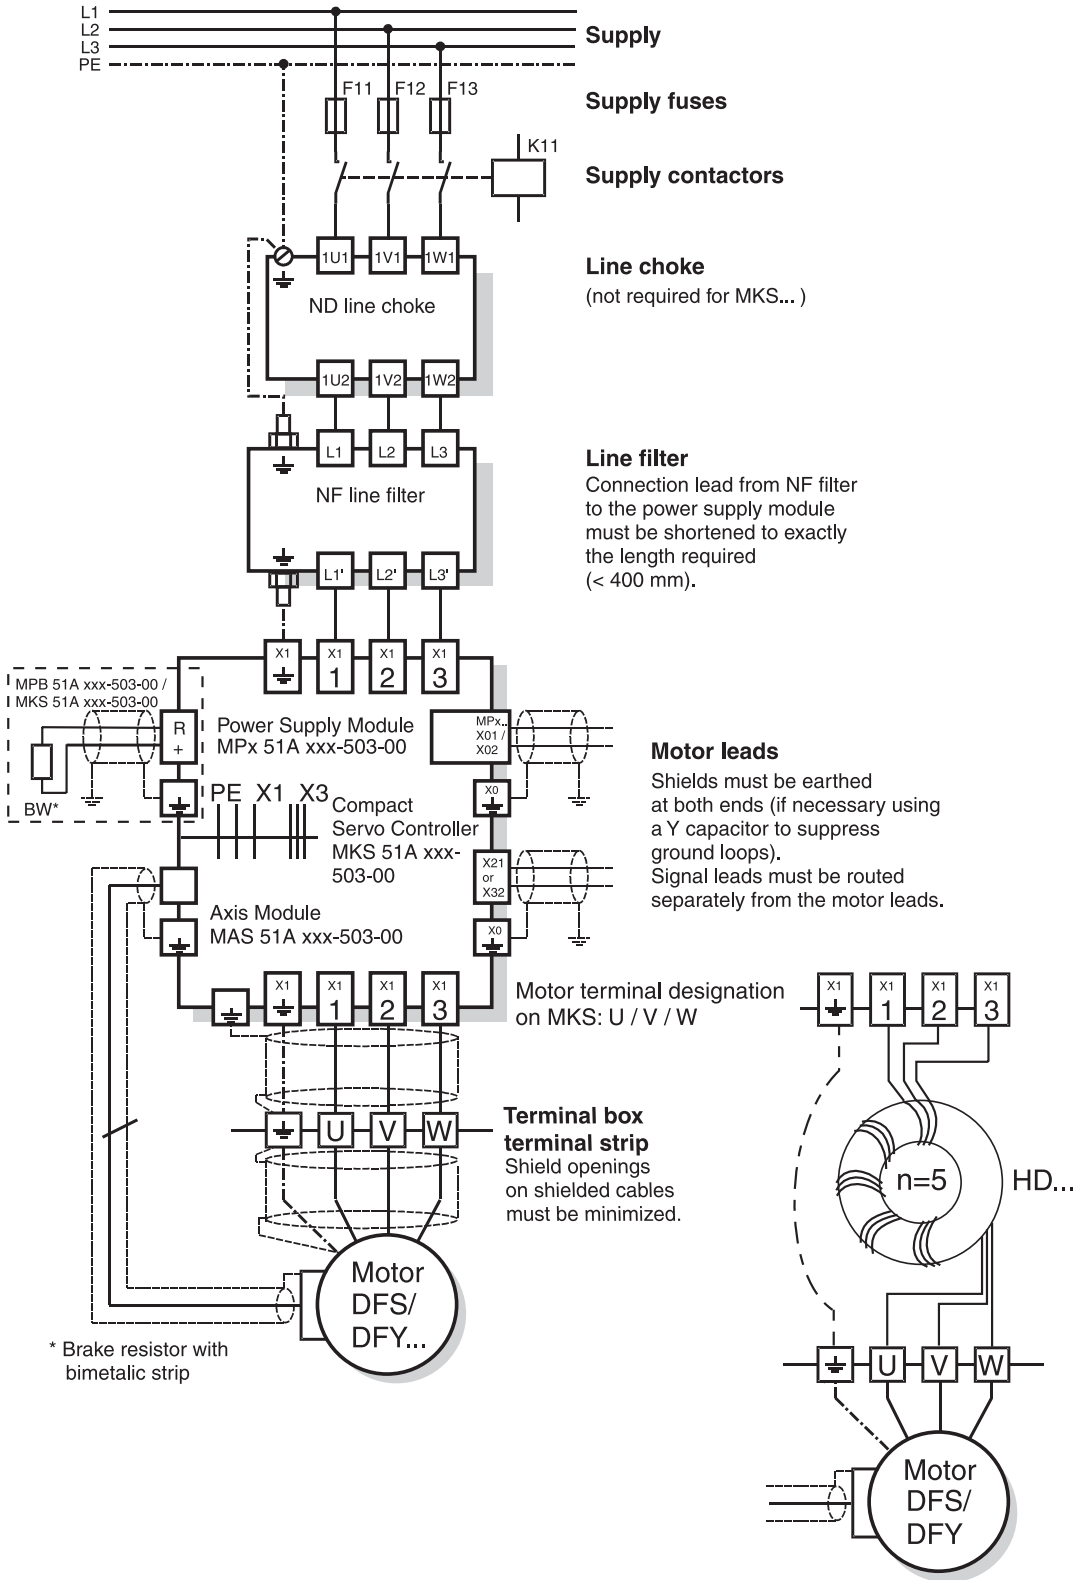 L1
L2
L3
PE
Supply
F11 F12 F13
Supply fuses
K11
Supply contactors
1U1 1V1 1W1
Line choke
(not required for MKS... )
ND line choke
1U2 1V2 1W2
L1 L2 L3
Line filter
Connection lead from NF filter
to the power supply module
must be shortened to exactly
the length required
(< 400 mm).
NF line filter
L1' L2' L3'
X1 X1 X1 X1
1 2 3
MPB 51A xxx-503-00 /
MKS 51A xxx-503-00
R
+
BW*
Power Supply Module
MPx 51A xxx-503-00
MPx..
X01 /
X02
X0
PE X1 X3
Compact
Servo Controller
MKS 51A xxx-
503-00
X21
or
X32
X0
Motor leads
Shields must be earthed
at both ends (if necessary using
a Y capacitor to suppress
ground loops).
Signal leads must be routed
separately from the motor leads.
Axis Module
MAS 51A xxx-503-00
X1 X1 X1 X1
1 2 3
Motor terminal designation
on MKS: U / V / W
X1 X1 X1 X1
1 2 3
U V W
Terminal box
terminal strip
Shield openings
on shielded cables
must be minimized.
n=5
HD...
Motor
DFS/
DFY...
* Brake resistor with
bimetalic strip
U V W
Motor
DFS/
DFY